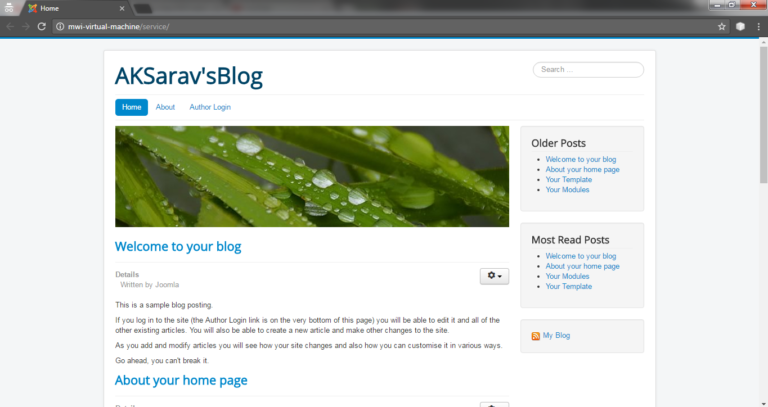 Home
mwi-virtual-machine/service/
AKSarav'sBlog
Search ...
Home About Author Login
Older Posts
Welcome to your blog
About your home page
Your Template
Your Modules
Welcome to your blog
Details
Written by Joomla
This is a sample blog posting.
If you log in to the site (the Author Login link is on the very bottom of this page) you will be able to edit it and all of the
other existing articles. You will also be able to create a new article and make other changes to the site.
As you add and modify articles you will see how your site changes and also how you can customise it in various ways.
Go ahead, you can't break it.
About your home page
Most Read Posts
Welcome to your blog
About your home page
Your Modules
Your Template
My Blog